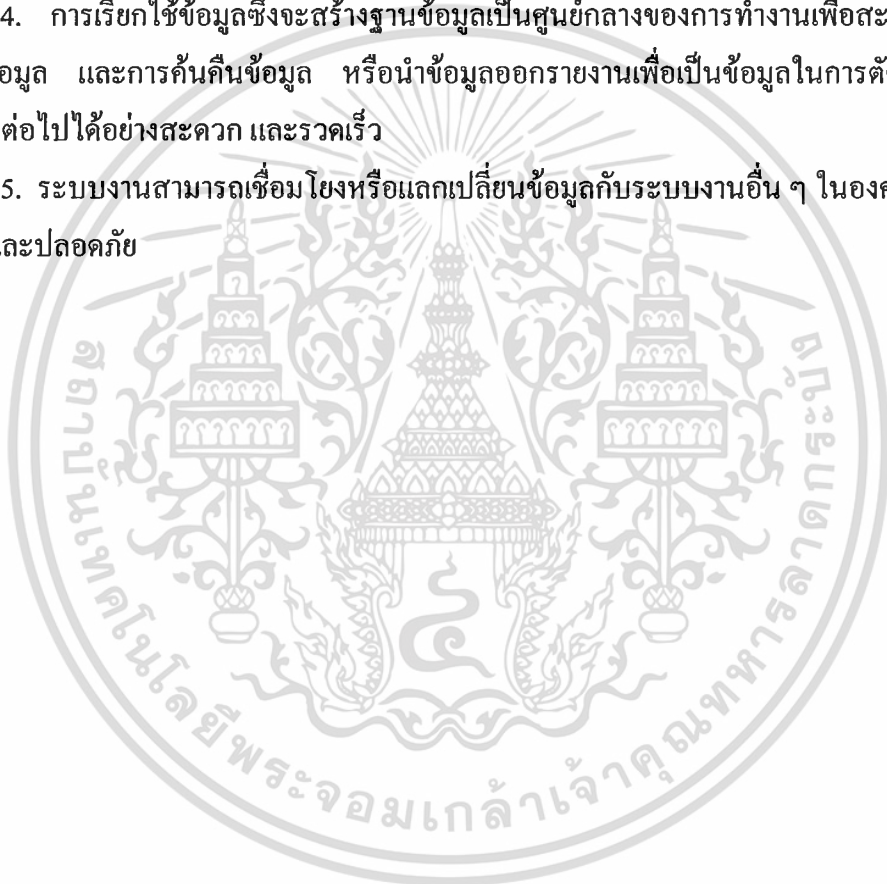 4. การเรียกใช้ข้อมูลซึ่งจะสร้างฐานข้อมูลเป็นศูนย์กลางของการทำงานเพื่อสะ
อมูล และการค้นคืนข้อมูล หรือนำข้อมูลออกรายงานเพื่อเป็นข้อมูลในการตั
ต่อไปได้อย่างสะดวก และรวดเร็ว
5. ระบบงานสามารถเชื่อมโยงหรือแลกเปลี่ยนข้อมูลกับระบบงานอื่น ๆ ในองค
ละปลอดภัย
สถาบันเทคโนโลยีพระจอมเกล้าเจ้าคุณทหารลาดกระบัง